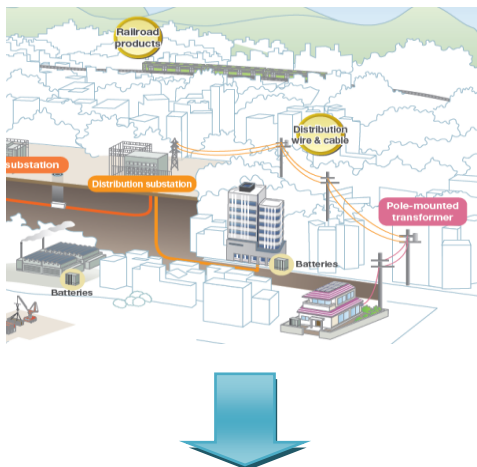 Railroad
products
Distribution
wire & cable
substation
Distribution substation
Pole-mounted
transformer
Batteries
Batteries